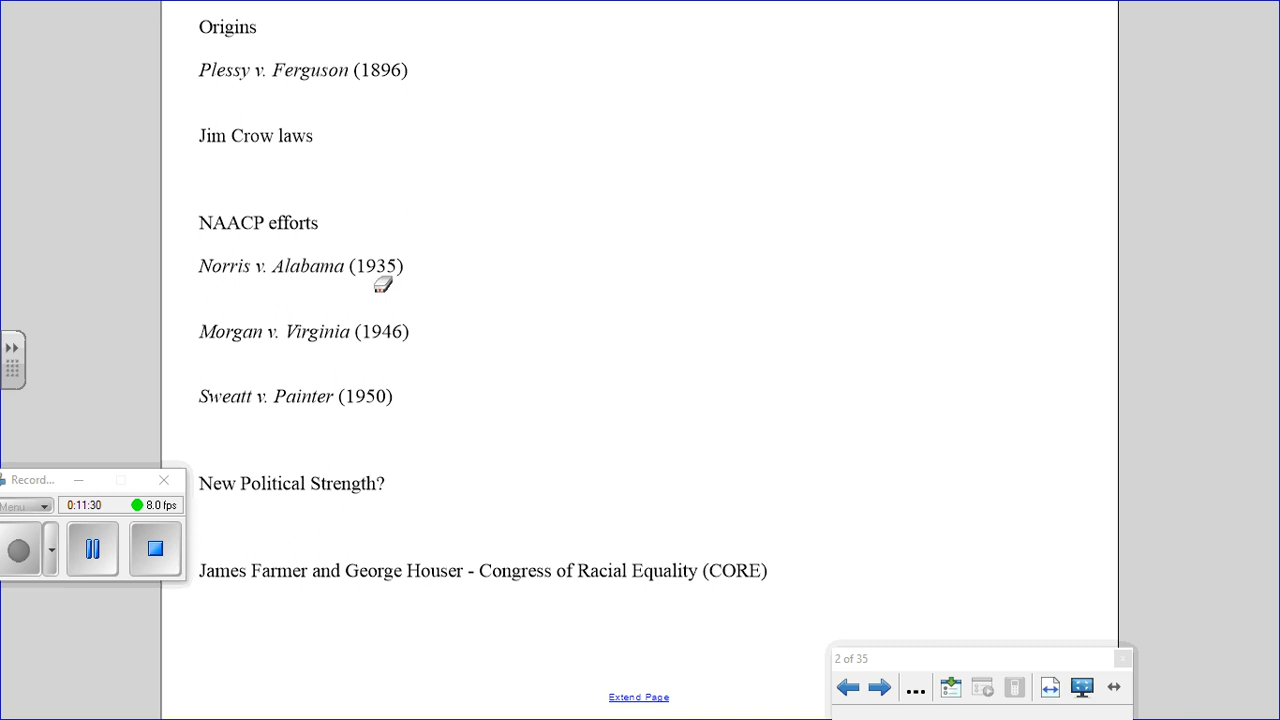 Origins
Plessy v. Ferguson (1896)
Jim Crow laws
NAACP efforts
Norris v. Alabama (1935)
Morgan v. Virginia (1946)
Sweatt v. Painter (1950)
Record...
New Political Strength?
Menu
0:11:30
8.0 fps
James Farmer and George Houser - Congress of Racial Equality (CORE)
2 of 35
...
Extend Page